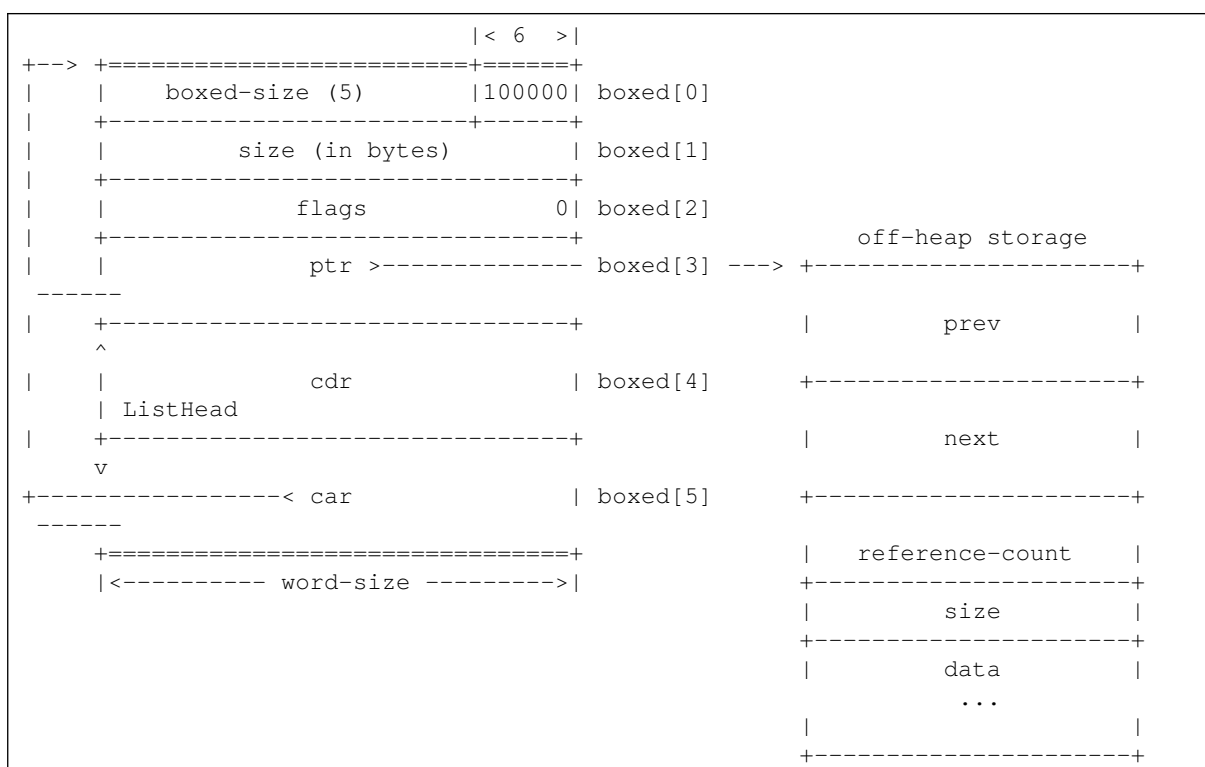 |< 6  >|
+--> +=========================+======+
|    |    boxed-size (5)       |100000| boxed[0]
|    +-------------------------+------+
|    |         size (in bytes)        | boxed[1]
|    +--------------------------------+
|    |             flags             0| boxed[2]
|    +--------------------------------+                   off-heap storage
|    |              ptr >-------------- boxed[3] ---> +----------------------+
 ------
|    +--------------------------------+               |         prev         |
     ^
|    |              cdr               | boxed[4]      +----------------------+
     | ListHead
|    +--------------------------------+               |         next         |
     v
+-----------------< car               | boxed[5]      +----------------------+
 ------
     +================================+               |   reference-count    |
     |<---------- word-size --------->|               +----------------------+
                                                      |         size         |
                                                      +----------------------+
                                                      |         data         |
                                                                 ...
                                                      |                      |
                                                      +----------------------+